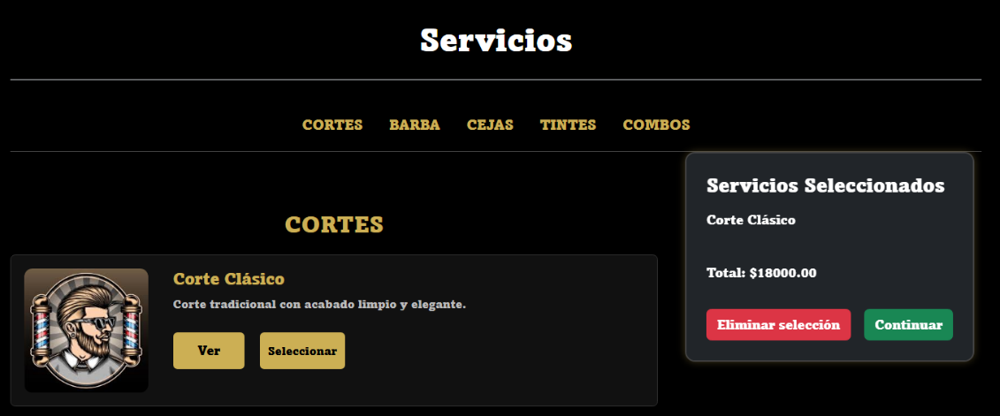 Servicios
CORTES BARBA CEJAS TINTES COMBOS
CORTES
Corte Clásico
Corte tradicional con acabado limpio y elegante.
Ver Seleccionar
Servicios Seleccionados
Corte Clásico
Total: $18000.00
Eliminar selección Continuar